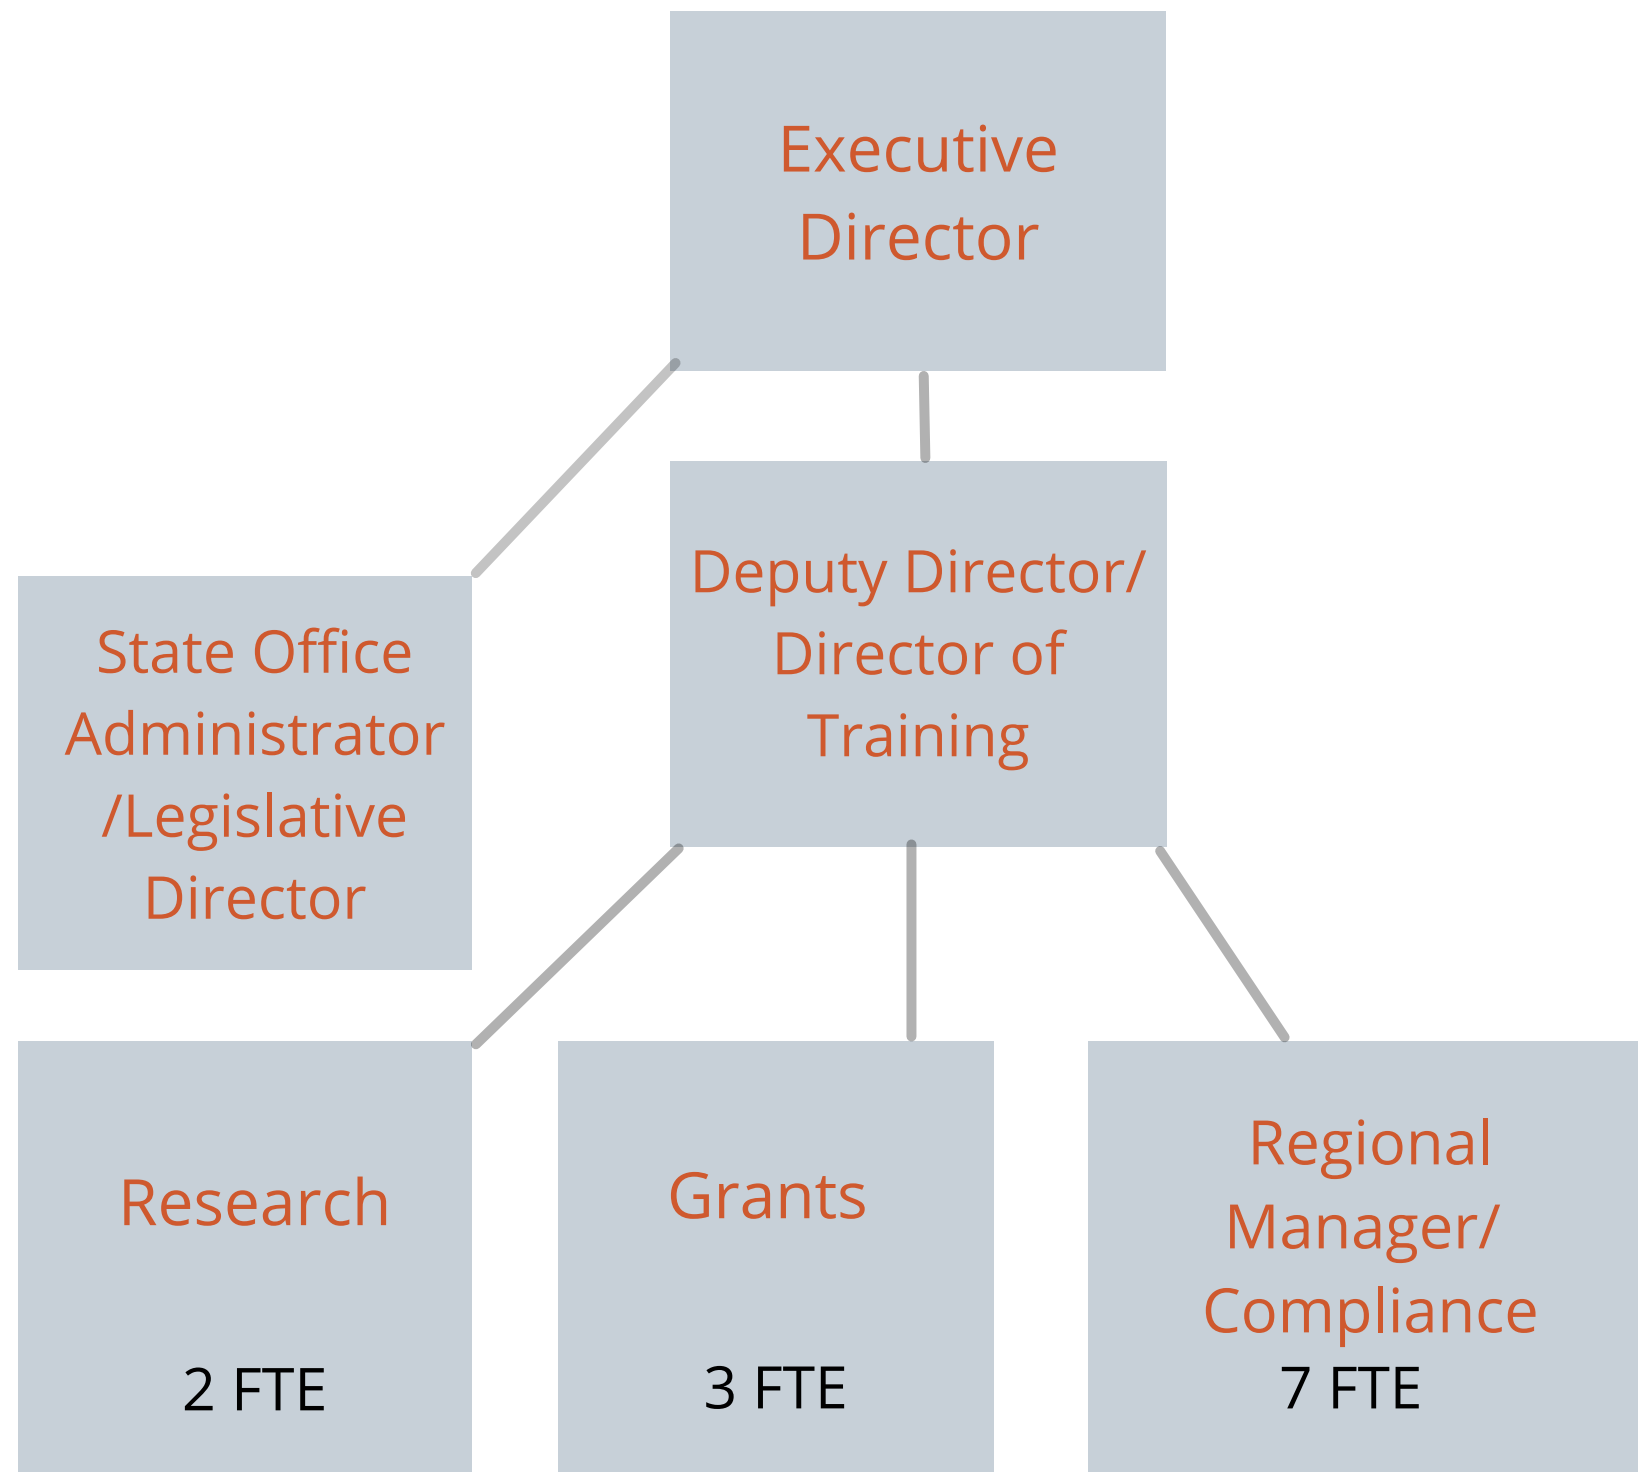 Executive
Director
Deputy Director/
Director of
Training
State Office
Administrator
/Legislative
Director
Research
2 FTE
Grants
3 FTE
Regional
Manager/
Compliance
7 FTE